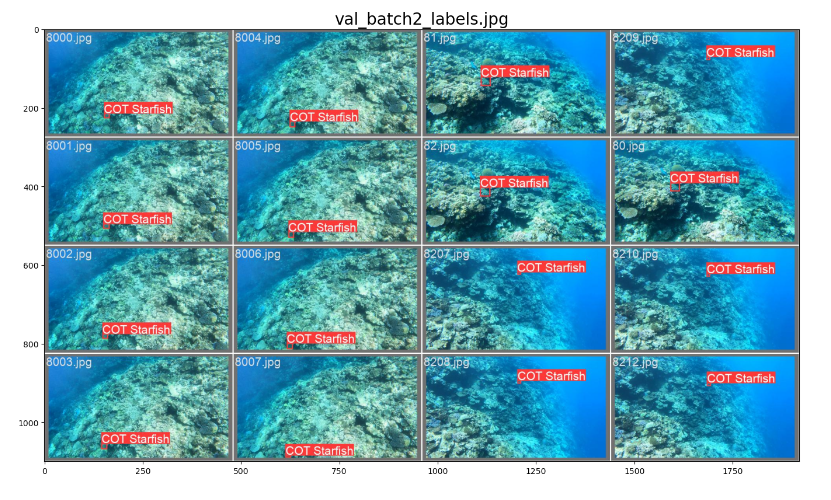 val_batch2_labels.jpg
0
8000.jpg
8004.jpg
81.jpg
8209.jpg
COT Starfish
COT Starfish
COT Starfish
COT Starfish
200
8001.jpg
8005.jpg
82.jpg
80.jpg
COT Starfish
COT Starfish
COT Starfish
COT Starfish
400
8002.jpg
8006.jpg
8207.jpg
8210.jpg
COT Starfish
COT Starfish
COT Starfish
COT Starfish
600
800
8003.jpg
8007.jpg
8208.jpg
8212.jpg
COT Starfish
COT Starfish
COT Starfish
COT Starfish
1000
0 250 500 750 1000 1250 1500 1750